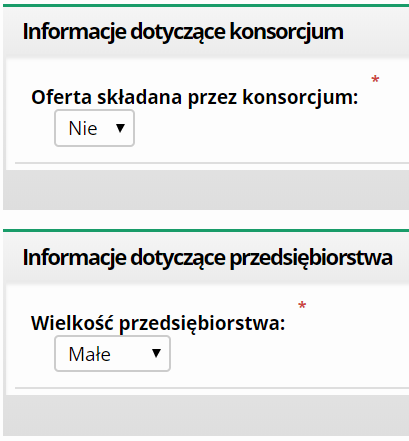 Informacje dotyczące konsorcjum
*
Oferta składana przez konsorcjum:
Nie
Informacje dotyczące przedsiębiorstwa
*
Wielkość przedsiębiorstwa:
Małe